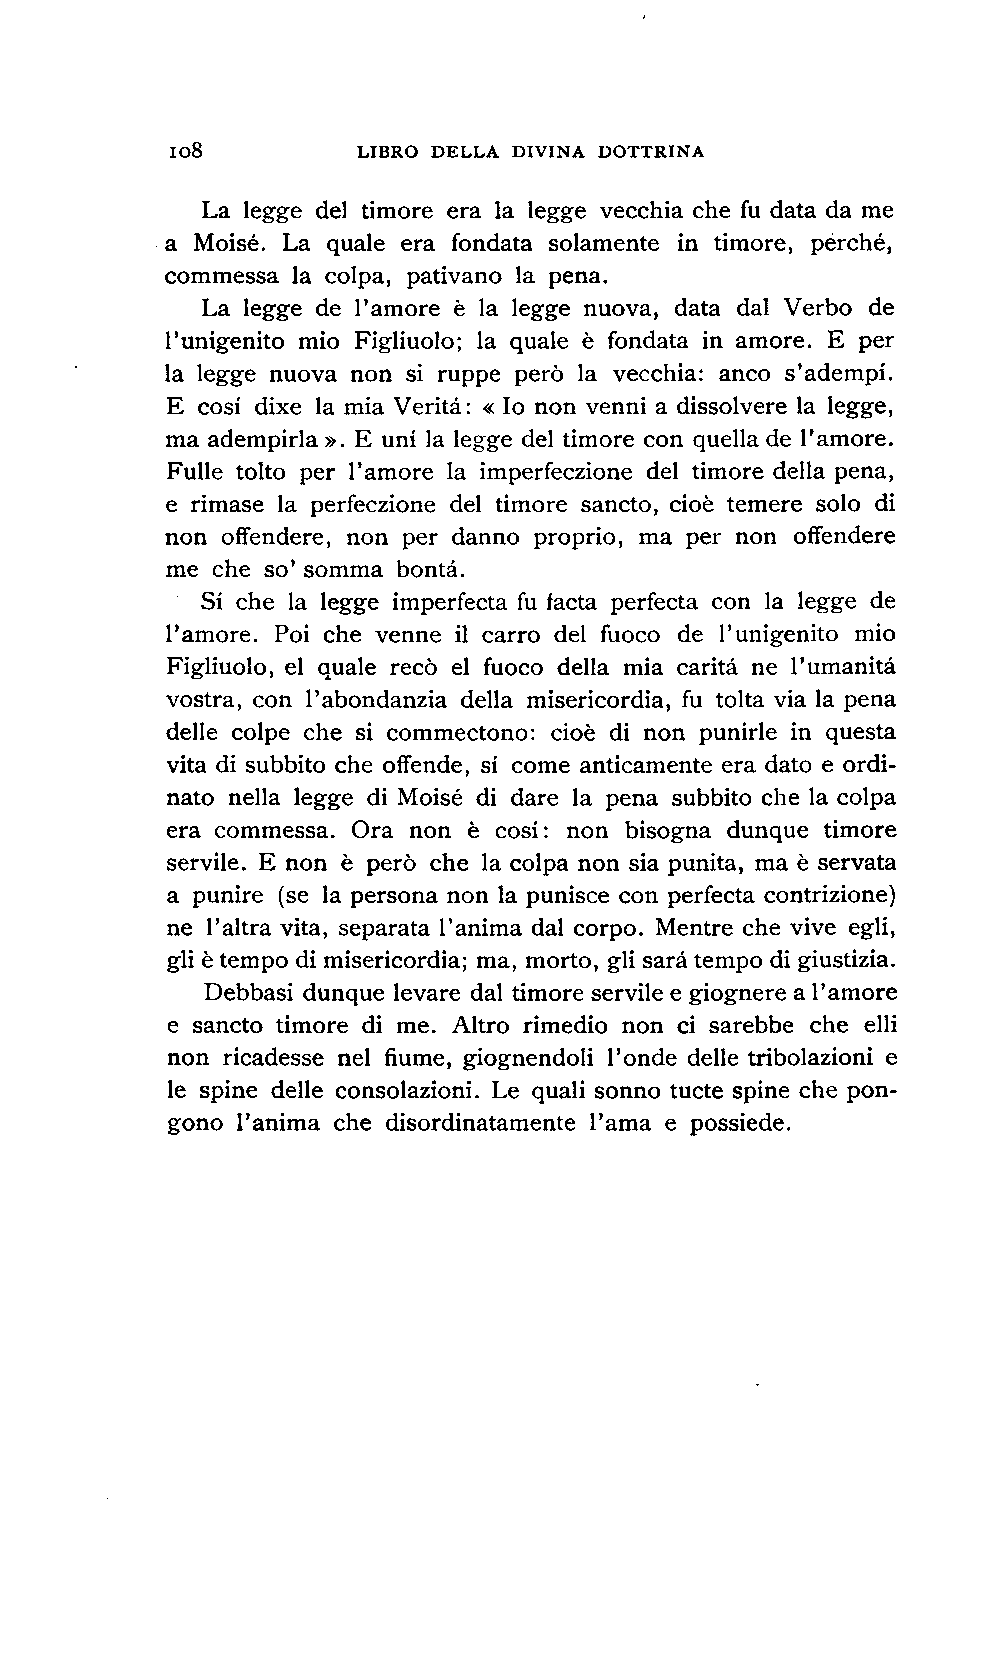 108 LIBRO DELLA DIVINA DOTTRINA
La legge del timore era la legge vecchia che fu data da me
a Moisé. La quale era fondata solamente in timore, perché,
commessa la colpa, pativano la pena.
La legge de l'amore è la legge nuova, data dal Verbo de
l'unigenito mio Figliuolo; la quale è fondata in amore. E per
la legge nuova non si ruppe però la vecchia: anco s'adempí.
E cosí dixe la mia Veritá: « Io non venni a dissolvere la legge,
ma adempirla ». E uní la legge del timore con quella de l'amore.
Fulle tolto per l'amore la imperfeczione del timore della pena,
e rimase la perfeczione del timore sancto, cioè temere solo di
non offendere, non per danno proprio, ma per non offendere
me che so' somma bontá.
Sí che la legge imperfecta fu facta perfecta con la legge de
l'amore. Poi che venne il carro del fuoco de l'unigenito mio
Figliuolo, el quale recò el fuoco della mia caritá ne l'umanitá
vostra, con l'abondanzia della misericordia, fu tolta via la pena
delle colpe che si commectono: cioè di non punirle in questa
vita di subbito che offende, sí come anticamente era dato e ordi-
nato nella legge di Moisé di dare la pena subbito che la colpa
era commessa. Ora non è cosí: non bisogna dunque timore
servile. E non è però che la colpa non sia punita, ma è servata
a punire (se la persona non la punisce con perfecta contrizione)
ne l'altra vita, separata l'anima dal corpo. Mentre che vive egli,
gli è tempo di misericordia; ma, morto, gli sará tempo di giustizia.
Debbasi dunque levare dal timore servile e giognere a l'amore
e sancto timore di me. Altro rimedio non ci sarebbe che elli
non ricadesse nel fiume, giognendoli l'onde delle tribolazioni e
le spine delle consolazioni. Le quali sonno tucte spine che pon-
gono l'anima che disordinatamente l'ama e possiede.